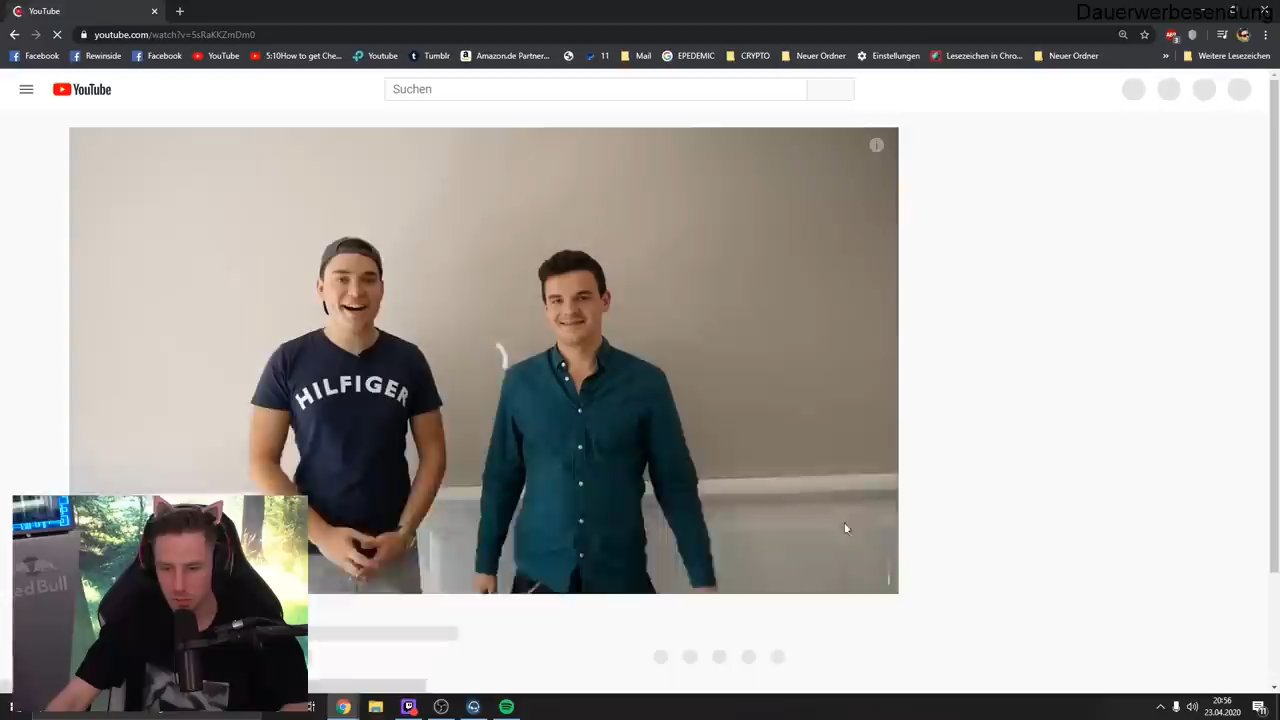 YouTube
Dauerwerbesendung
youtube.com/watch?v=5sRaKKZmDm0
Facebook
Rewinside
Facebook
YouTube
5:10How to get Che...
Youtube
Tumblr
Amazon.de:Partner...
11
Mail
EPEDEMIC
CRYPTO
Neuer Ordner
Einstellungen
Lesezeichen in Chro...
Neuer Ordner
»
Weitere Lesezeichen
YouTube
Suchen
HILFIGER
Red Bull
20:56
23.04.2020